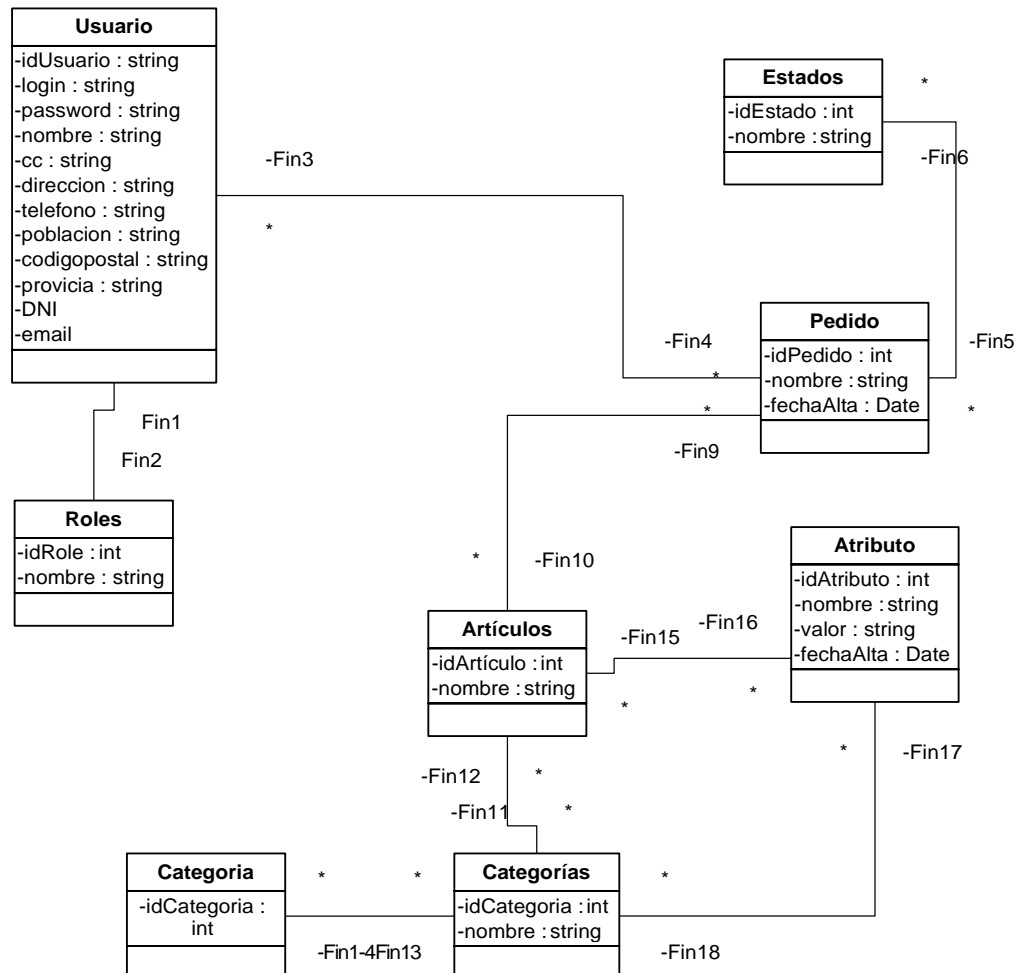 Usuario
-idUsuario : string
-login : string
-password : string
-nombre : string
-cc : string
-direccion : string
-telefono : string
-poblacion : string
-codigopostal : string
-provicia : string
-DNI
-email
Estados
-idEstado : int
-nombre : string
*
-Fin6
-Fin3
*
Pedido
-idPedido : int
-nombre : string
-fechaAlta : Date
-Fin4
*
-Fin5
*
*
-Fin9
Fin1
Fin2
Roles
-idRole : int
-nombre : string
*
-Fin10
Atributo
-idAtributo : int
-nombre : string
-valor : string
-fechaAlta : Date
Artículos
-idArtículo : int
-nombre : string
-Fin15
-Fin16
*
*
*
-Fin17
-Fin12
*
-Fin11
*
Categoria
-idCategoria :
int
*
*
Categorías
-idCategoria : int
-nombre : string
*
-Fin1-4Fin13
-Fin18